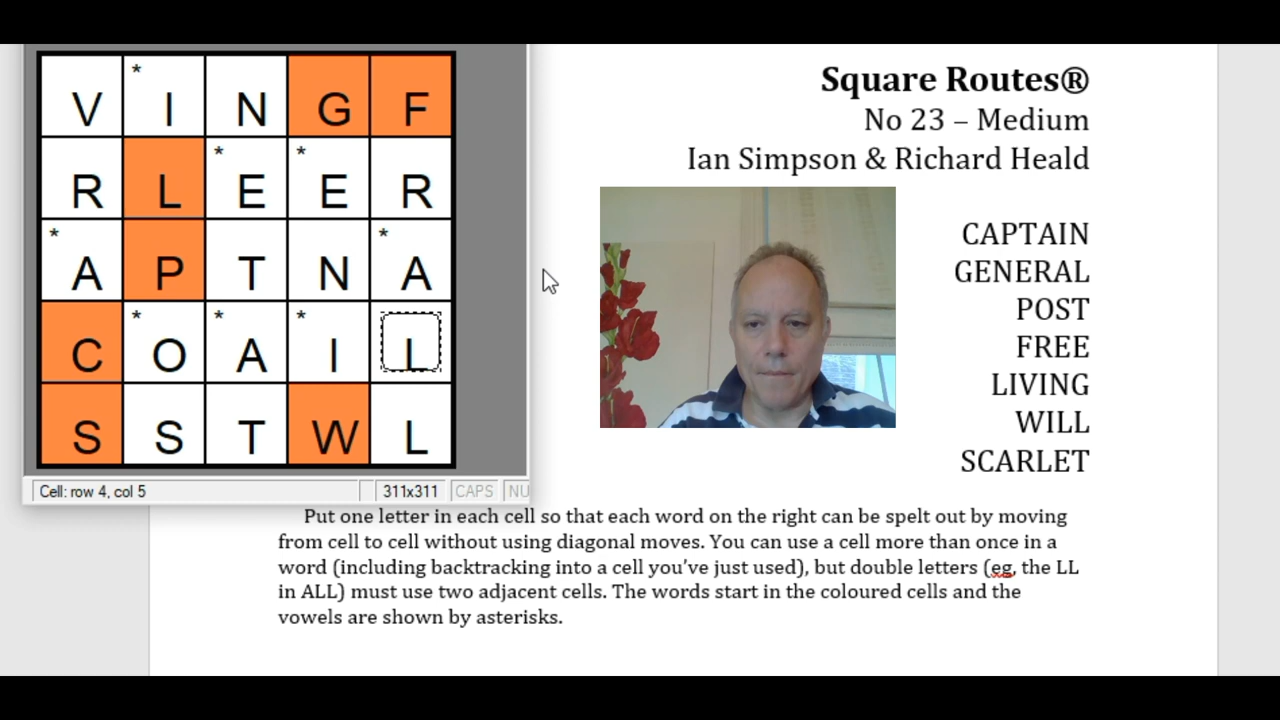 * V * I N G F
R L * E * E R
* A P T N * A
C * O * A * I L
S S T W L
Cell: row 4, col 5
311x311
CAPS
NU
Square Routes®
No 23 – Medium
Ian Simpson & Richard Heald
CAPTAIN
GENERAL
POST
FREE
LIVING
WILL
SCARLET
Put one letter in each cell so that each word on the right can be spelt out by moving
from cell to cell without using diagonal moves. You can use a cell more than once in a
word (including backtracking into a cell you've just used), but double letters (eg, the LL
in ALL) must use two adjacent cells. The words start in the coloured cells and the
vowels are shown by asterisks.